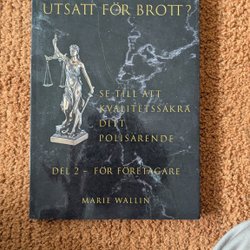 UTSATT FÖR BROTT?
SE TILL ATT
KVALITETSSÄKRA
DITT
POLISÄRENDE
DEL 2 - FÖR FÖRETAGARE
MARIE WALLIN